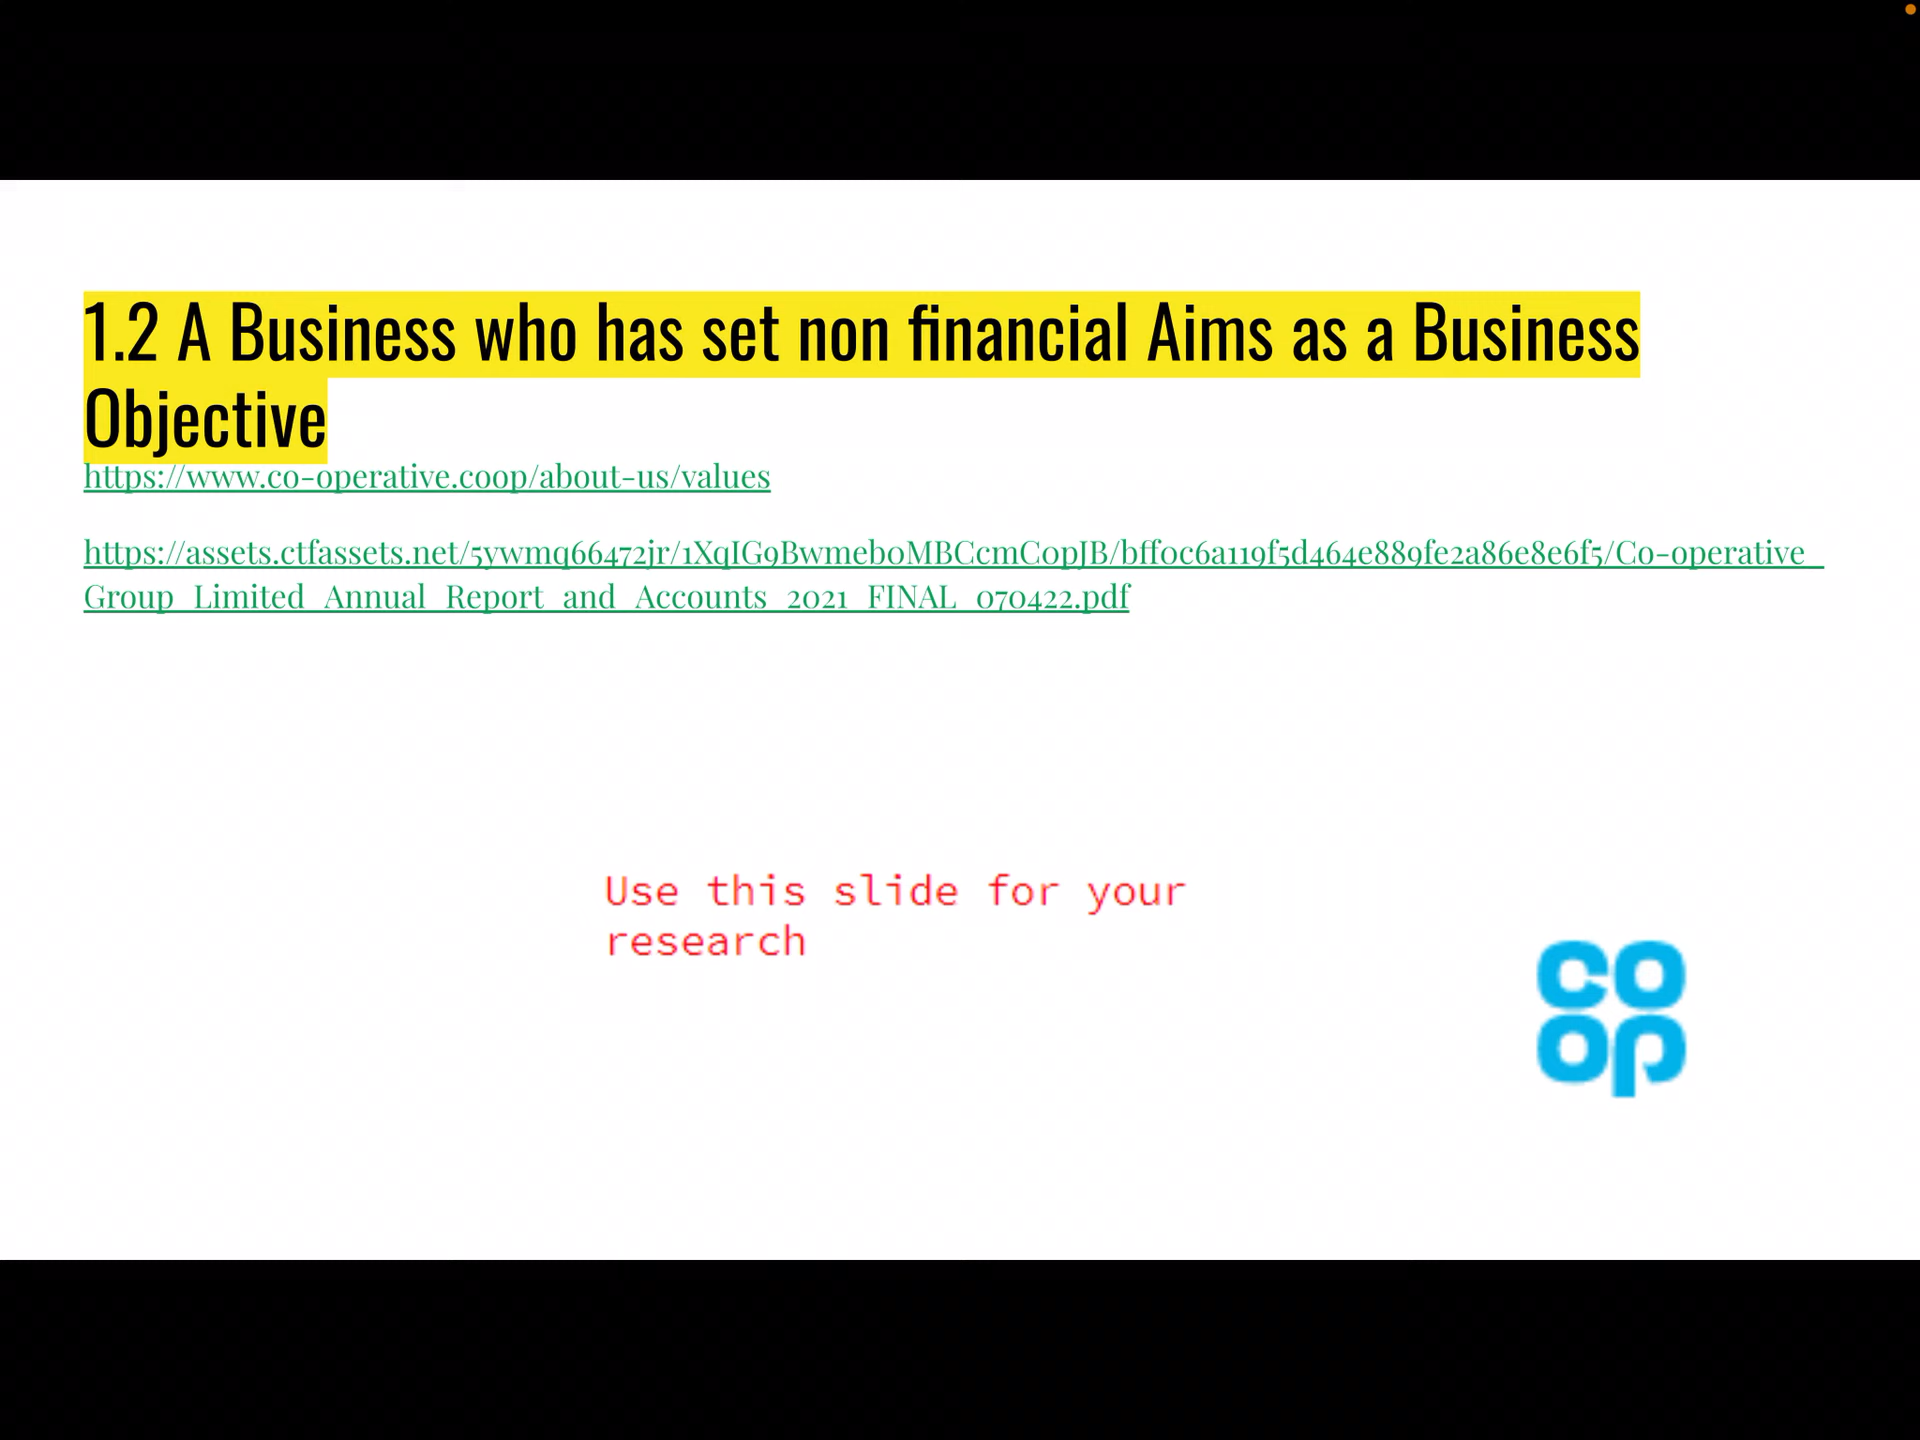 1.2 A Business who has set non financial Aims as a Business
Objective
https://www.co-operative.coop/about-us/values
https://assets.ctfassets.net/5ywmq66472jr/1XqIG9Bwmeb0MBCcmC0pJB/bff0c6a119f5d464e889fe2a86e8e6f5/Co-operative_
Group_Limited_Annual_Report_and_Accounts_2021_FINAL_070422.pdf
Use this slide for your
research
co
op